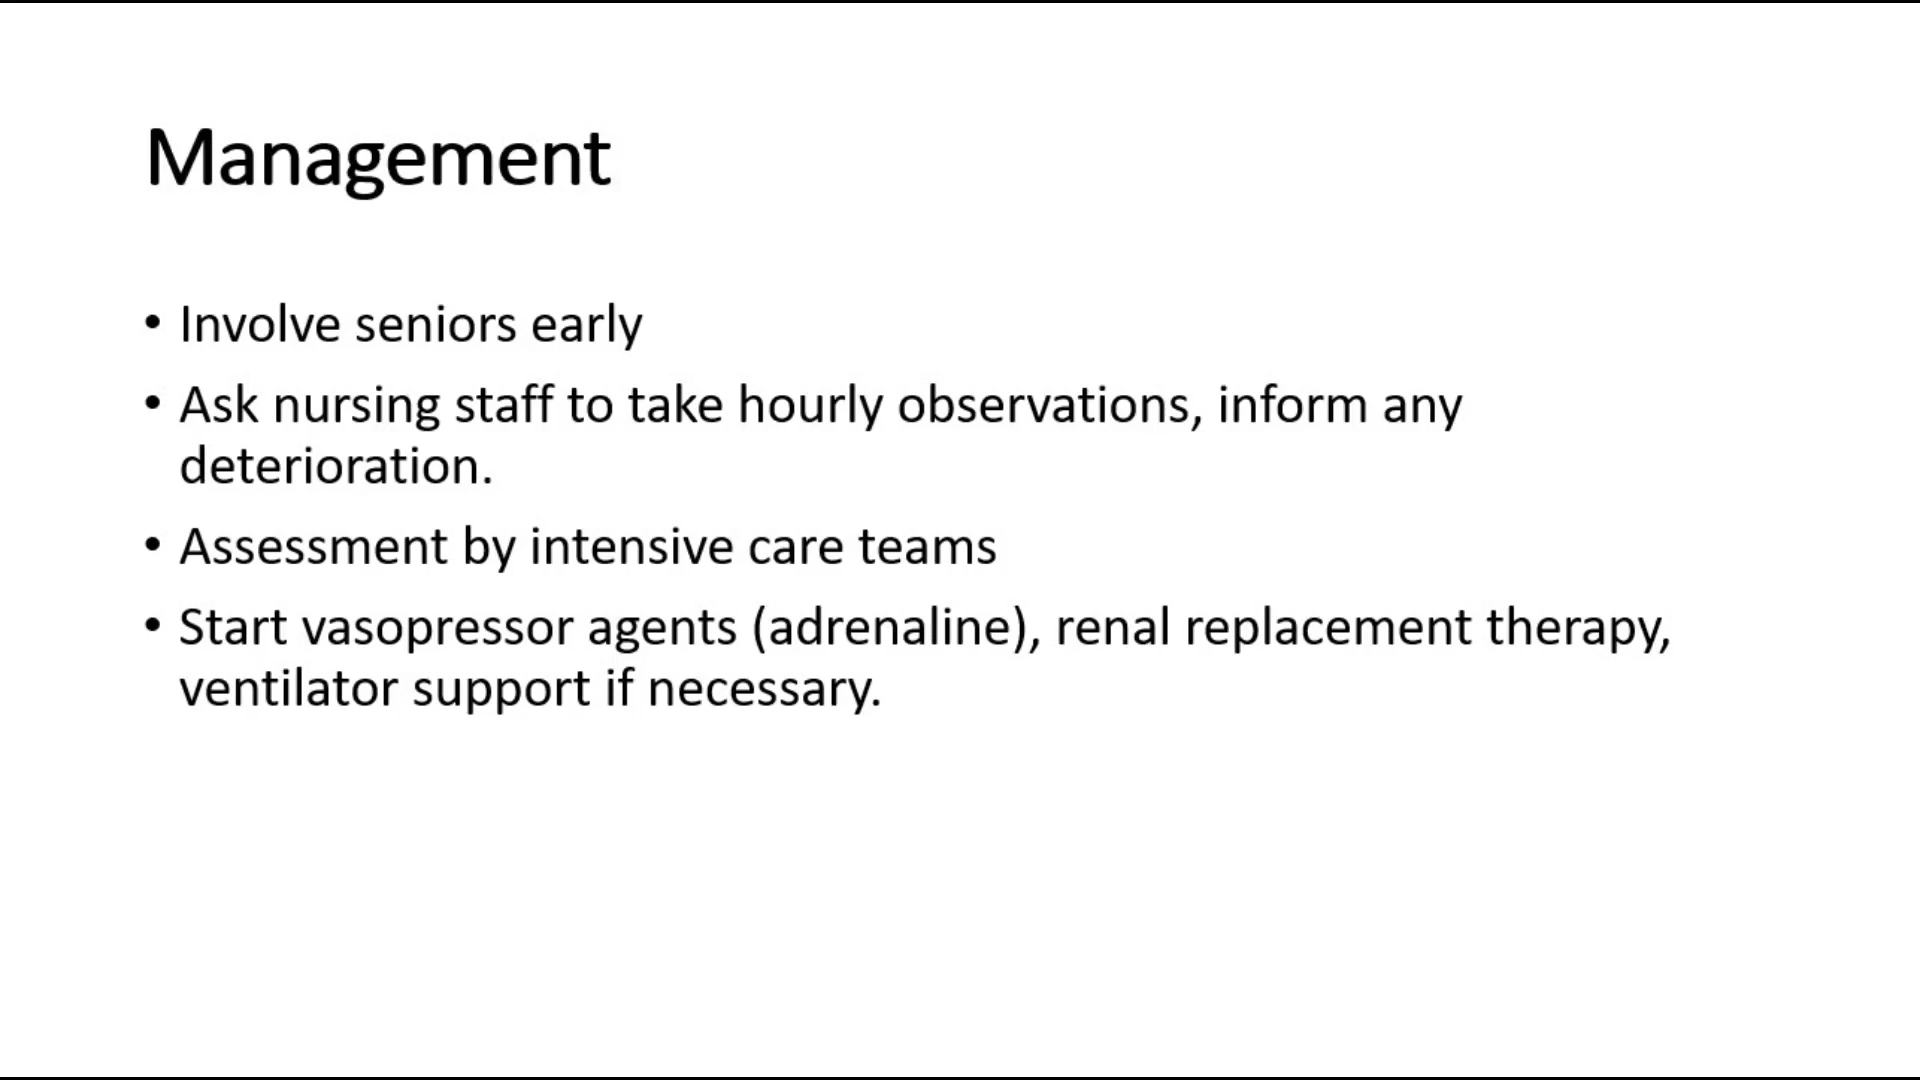 Management
• Involve seniors early
• Ask nursing staff to take hourly observations, inform any
deterioration.
• Assessment by intensive care teams
• Start vasopressor agents (adrenaline), renal replacement therapy,
ventilator support if necessary.